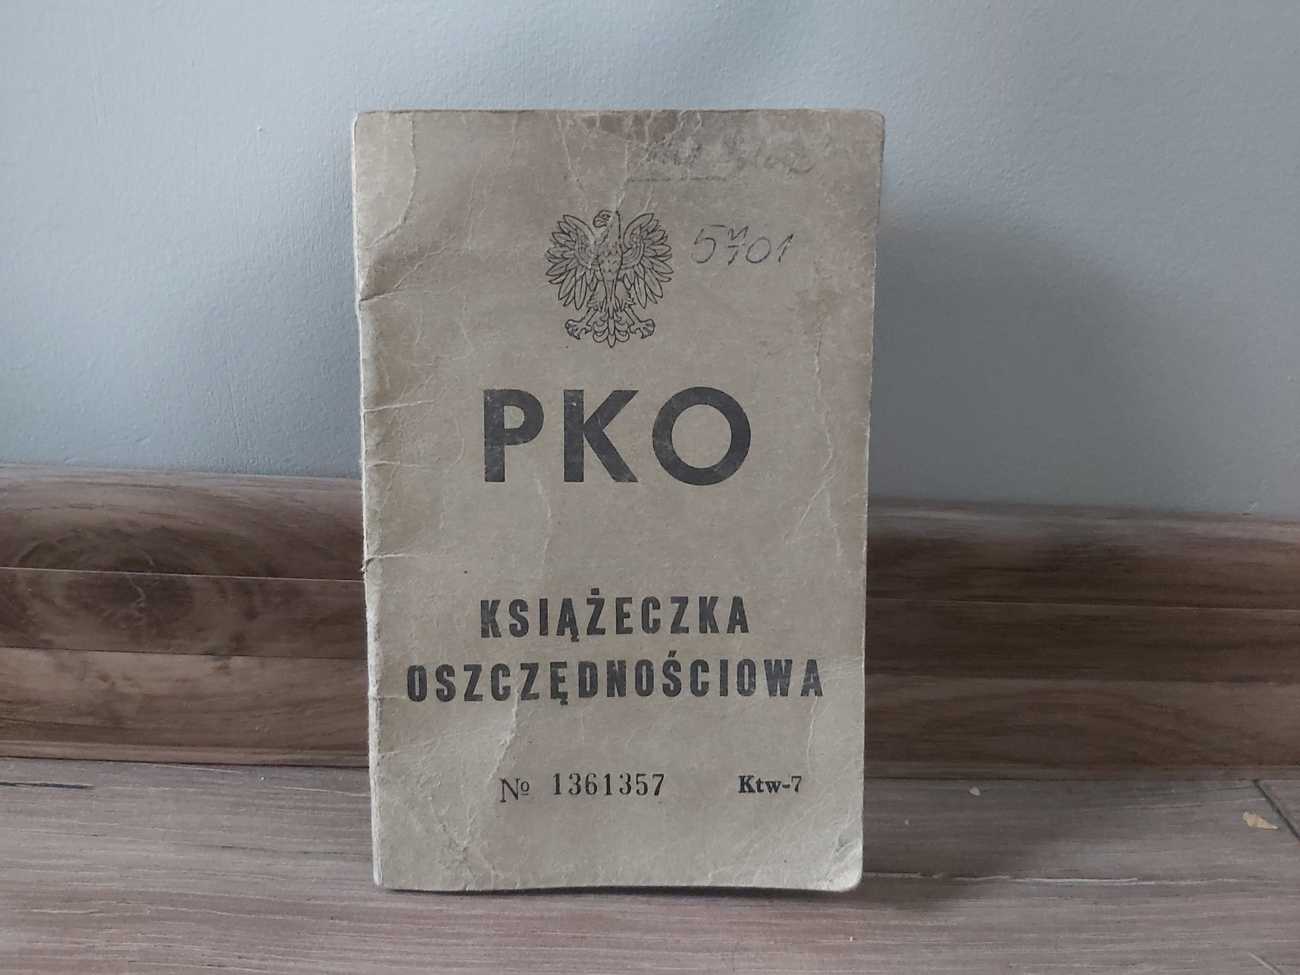 5701
PKO
KSIĄŻECZKA
OSZCZĘDNOŚCIOWA
№ 1361357 Ktw-7